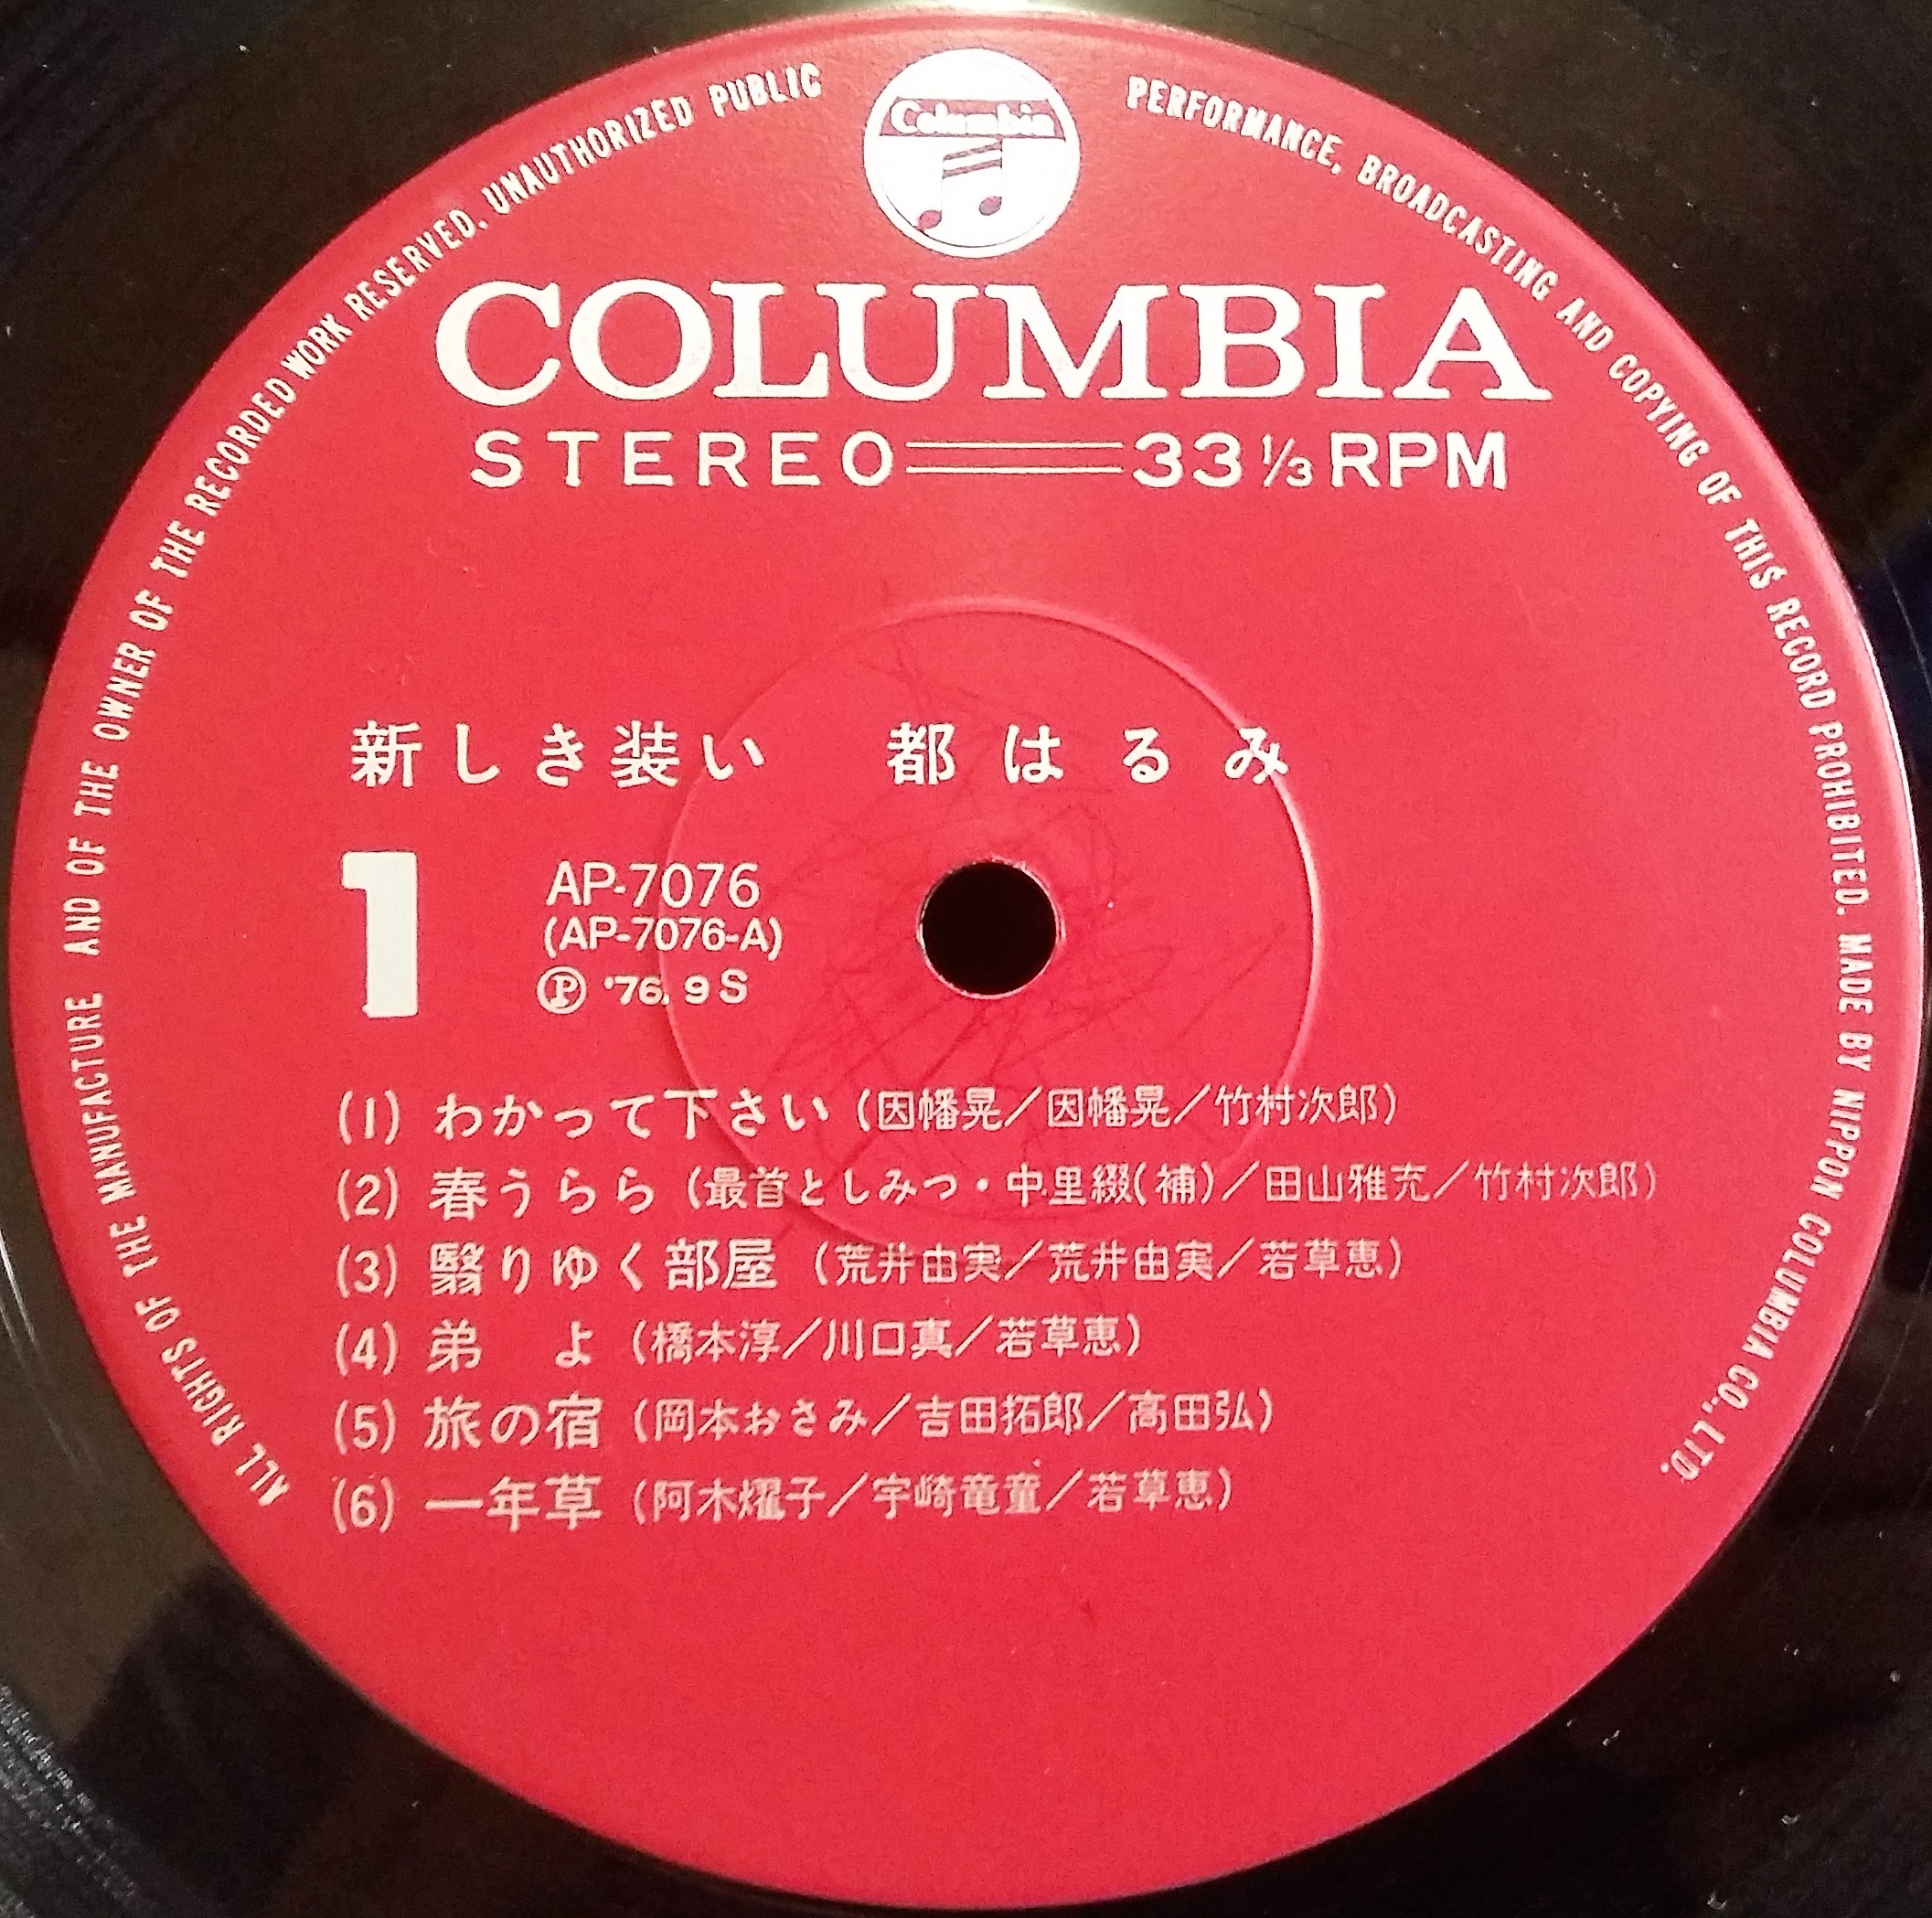 ALL RIGHTS OF THE MANUFACTURE AND OF THE OWNER OF THE RECORDED WORK RESERVED. UNAUTHORIZED PUBLIC PERFORMANCE, BROADCASTING AND COPYING OF THIS RECORD PROHIBITED. MADE BY NIPPON COLUMBIA CO., LTD.
Columbia
COLUMBIA
STEREO 33 1/3 RPM
新しき装い 都はるみ
1
AP-7076
(AP-7076-A)
Ⓟ '76. 9 S
(1) わかって下さい (因幡晃/因幡晃/竹村次郎)
(2) 春うらら (最首としみつ・中里綴(補)/田山雅充/竹村次郎)
(3) 翳りゆく部屋 (荒井由実/荒井由実/若草恵)
(4) 弟 よ (橋本淳/川口真/若草恵)
(5) 旅の宿 (岡本おさみ/吉田拓郎/高田弘)
(6) 一年草 (阿木燿子/宇崎竜童/若草恵)